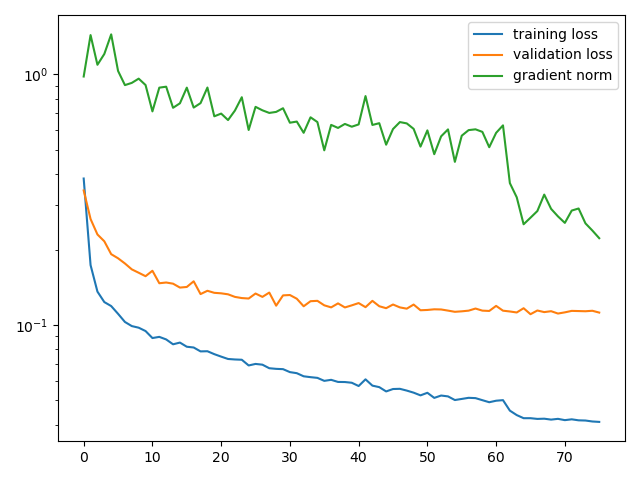 training loss
validation loss
gradient norm
10⁰
10⁻¹
0 10 20 30 40 50 60 70